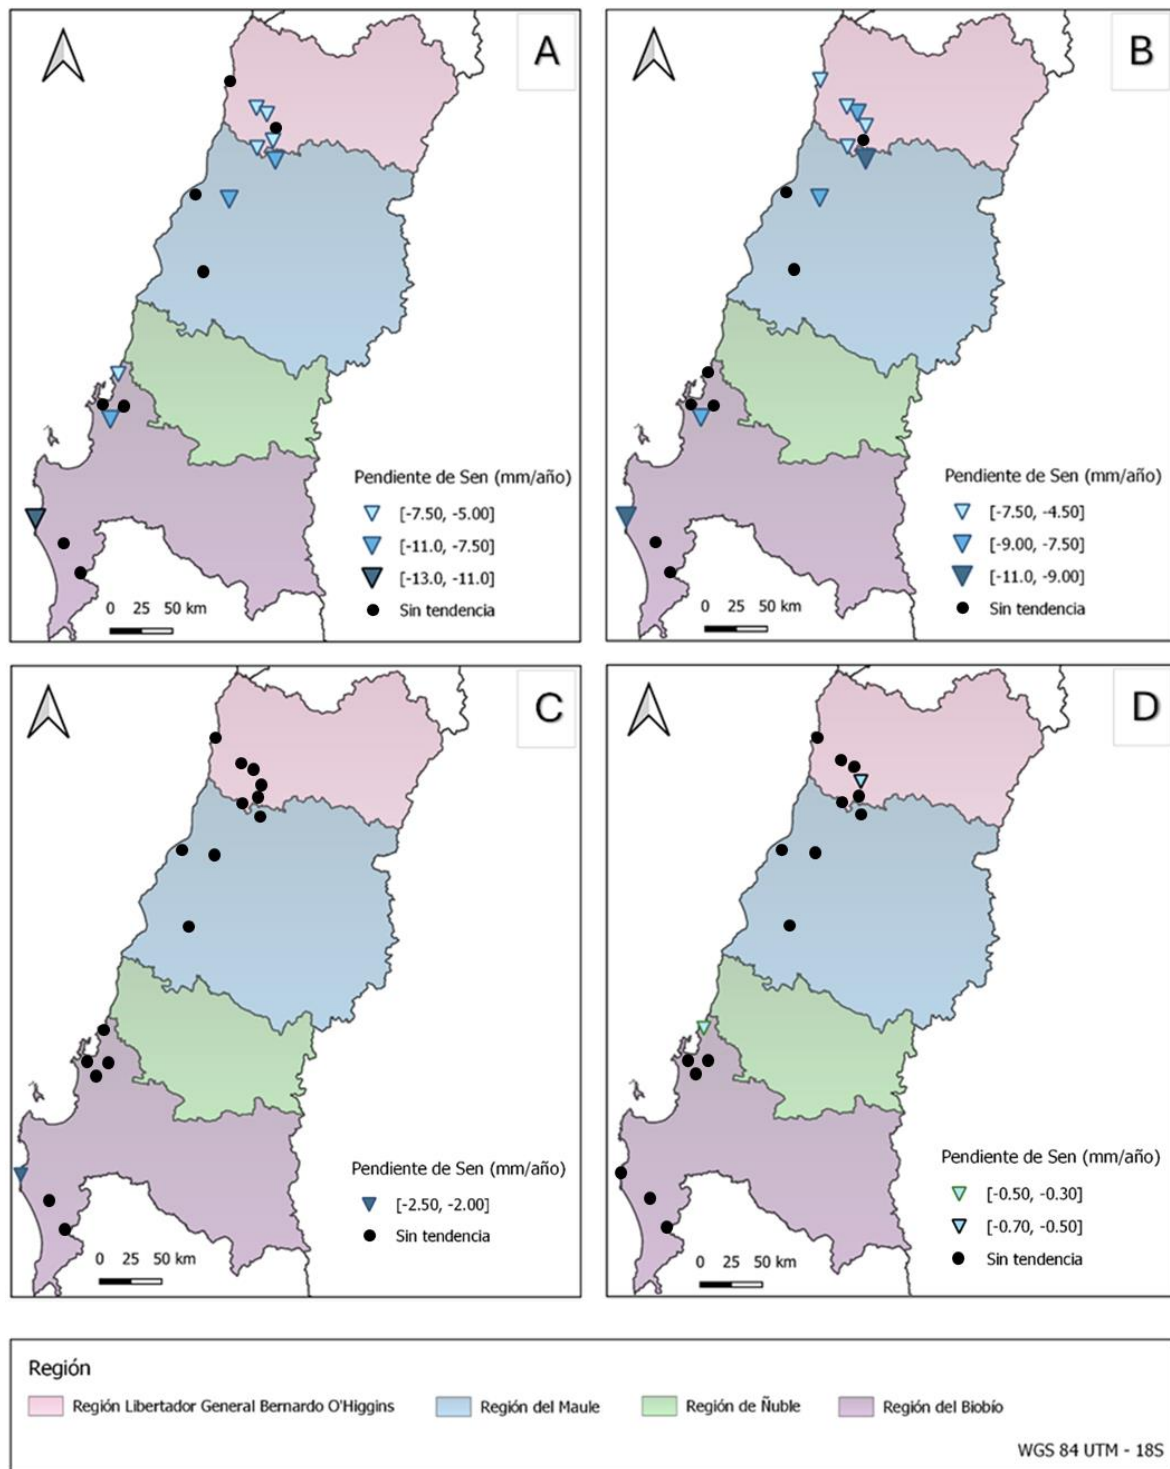 A
Pendiente de Sen (mm/año)
[-7.50, -5.00]
[-11.0, -7.50]
[-13.0, -11.0]
Sin tendencia
0 25 50 km
B
Pendiente de Sen (mm/año)
[-7.50, -4.50]
[-9.00, -7.50]
[-11.0, -9.00]
Sin tendencia
0 25 50 km
C
Pendiente de Sen (mm/año)
[-2.50, -2.00]
Sin tendencia
0 25 50 km
D
Pendiente de Sen (mm/año)
[-0.50, -0.30]
[-0.70, -0.50]
Sin tendencia
0 25 50 km
Región
Región Libertador General Bernardo O'Higgins Región del Maule Región de Ñuble Región del Biobío
WGS 84 UTM - 18S